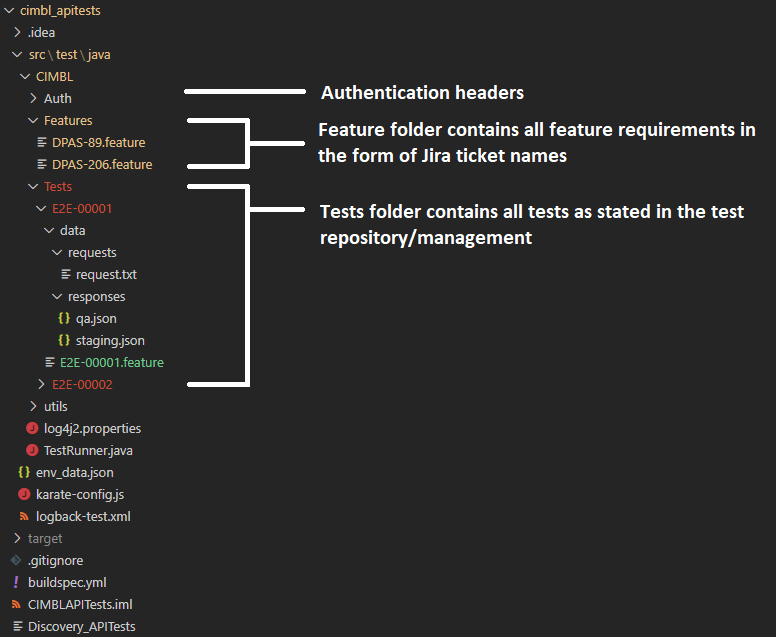 cimbl_apitests
.idea
src \ test \ java
CIMBL
Auth
Authentication headers
Features
Feature folder contains all feature requirements in
the form of Jira ticket names
DPAS-89.feature
DPAS-206.feature
Tests
E2E-00001
Tests folder contains all tests as stated in the test
repository/management
data
requests
request.txt
responses
qa.json
staging.json
E2E-00001.feature
E2E-00002
utils
log4j2.properties
TestRunner.java
env_data.json
karate-config.js
logback-test.xml
target
.gitignore
buildspec.yml
CIMBLAPITests.iml
Discovery_APITests